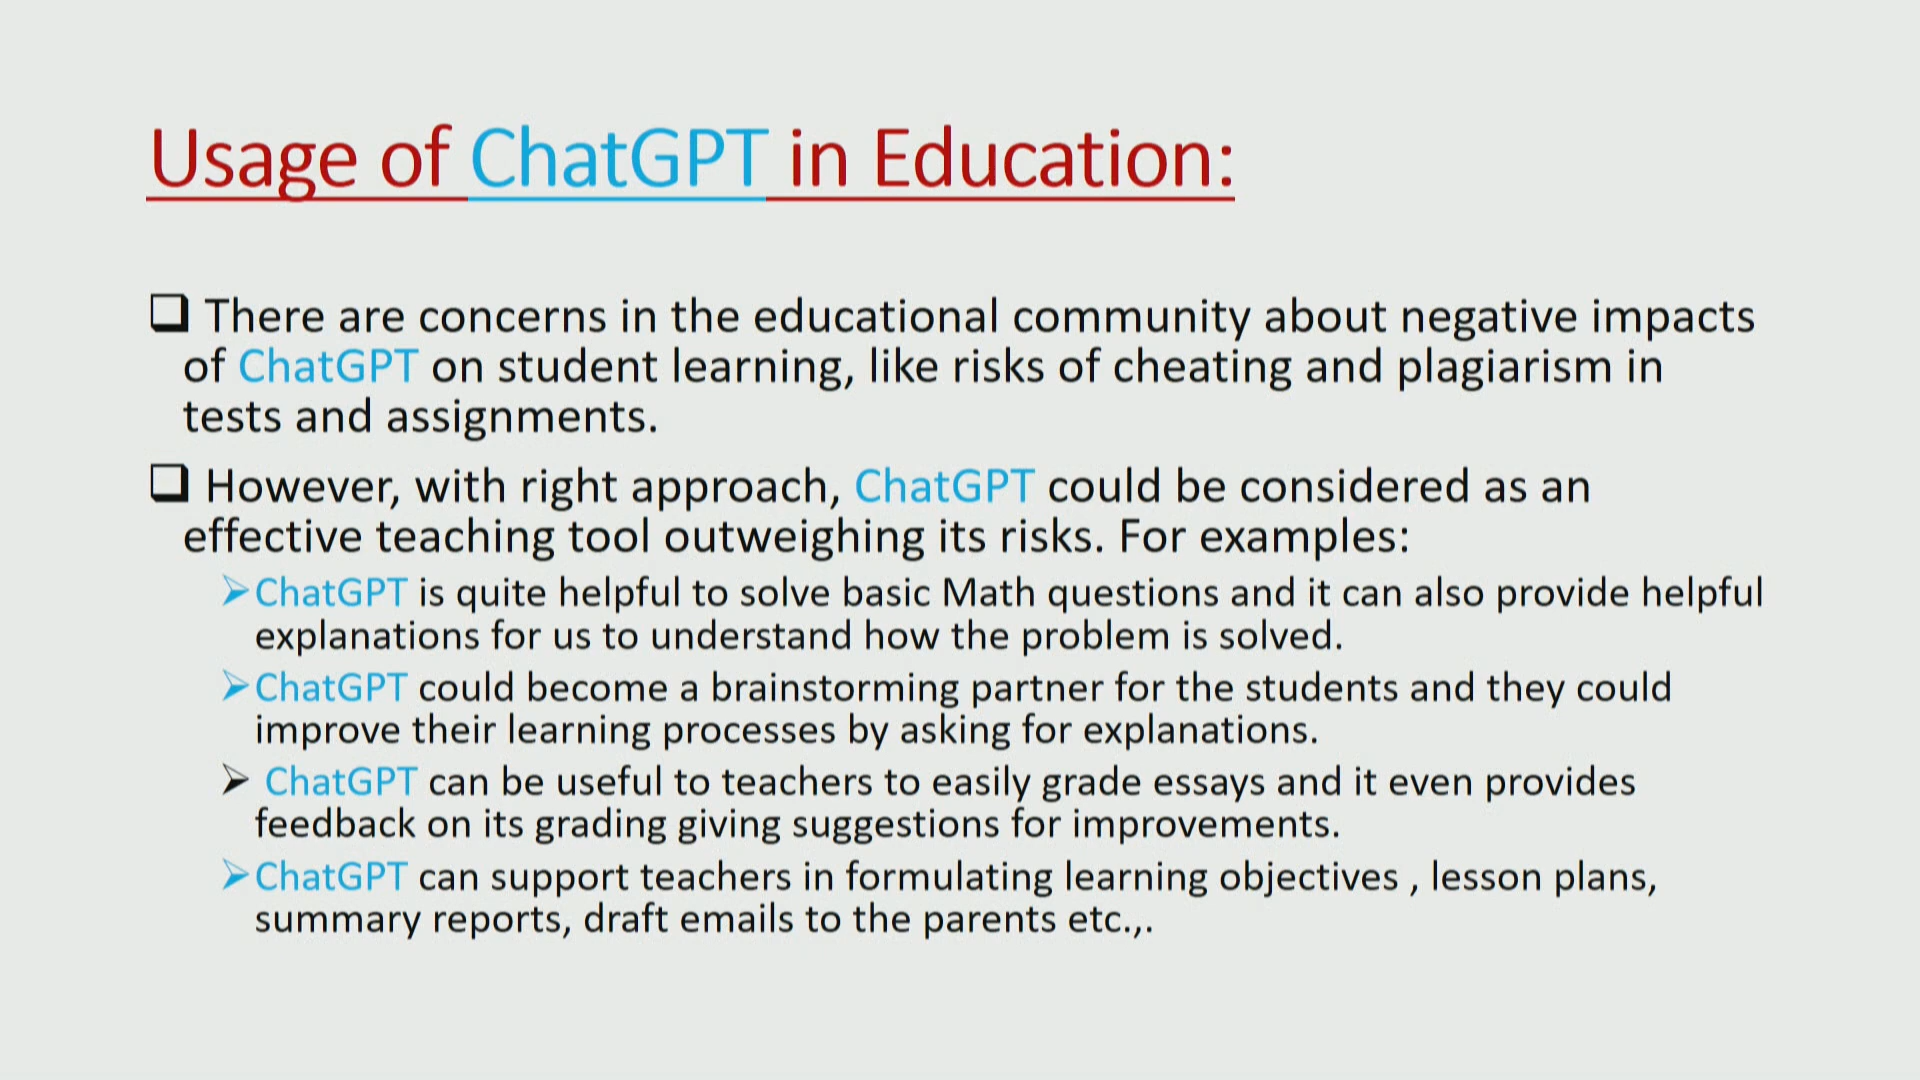 Usage of ChatGPT in Education:
There are concerns in the educational community about negative impacts
of ChatGPT on student learning, like risks of cheating and plagiarism in
tests and assignments.
However, with right approach, ChatGPT could be considered as an
effective teaching tool outweighing its risks. For examples:
ChatGPT is quite helpful to solve basic Math questions and it can also provide helpful
explanations for us to understand how the problem is solved.
ChatGPT could become a brainstorming partner for the students and they could
improve their learning processes by asking for explanations.
ChatGPT can be useful to teachers to easily grade essays and it even provides
feedback on its grading giving suggestions for improvements.
ChatGPT can support teachers in formulating learning objectives , lesson plans,
summary reports, draft emails to the parents etc.,.